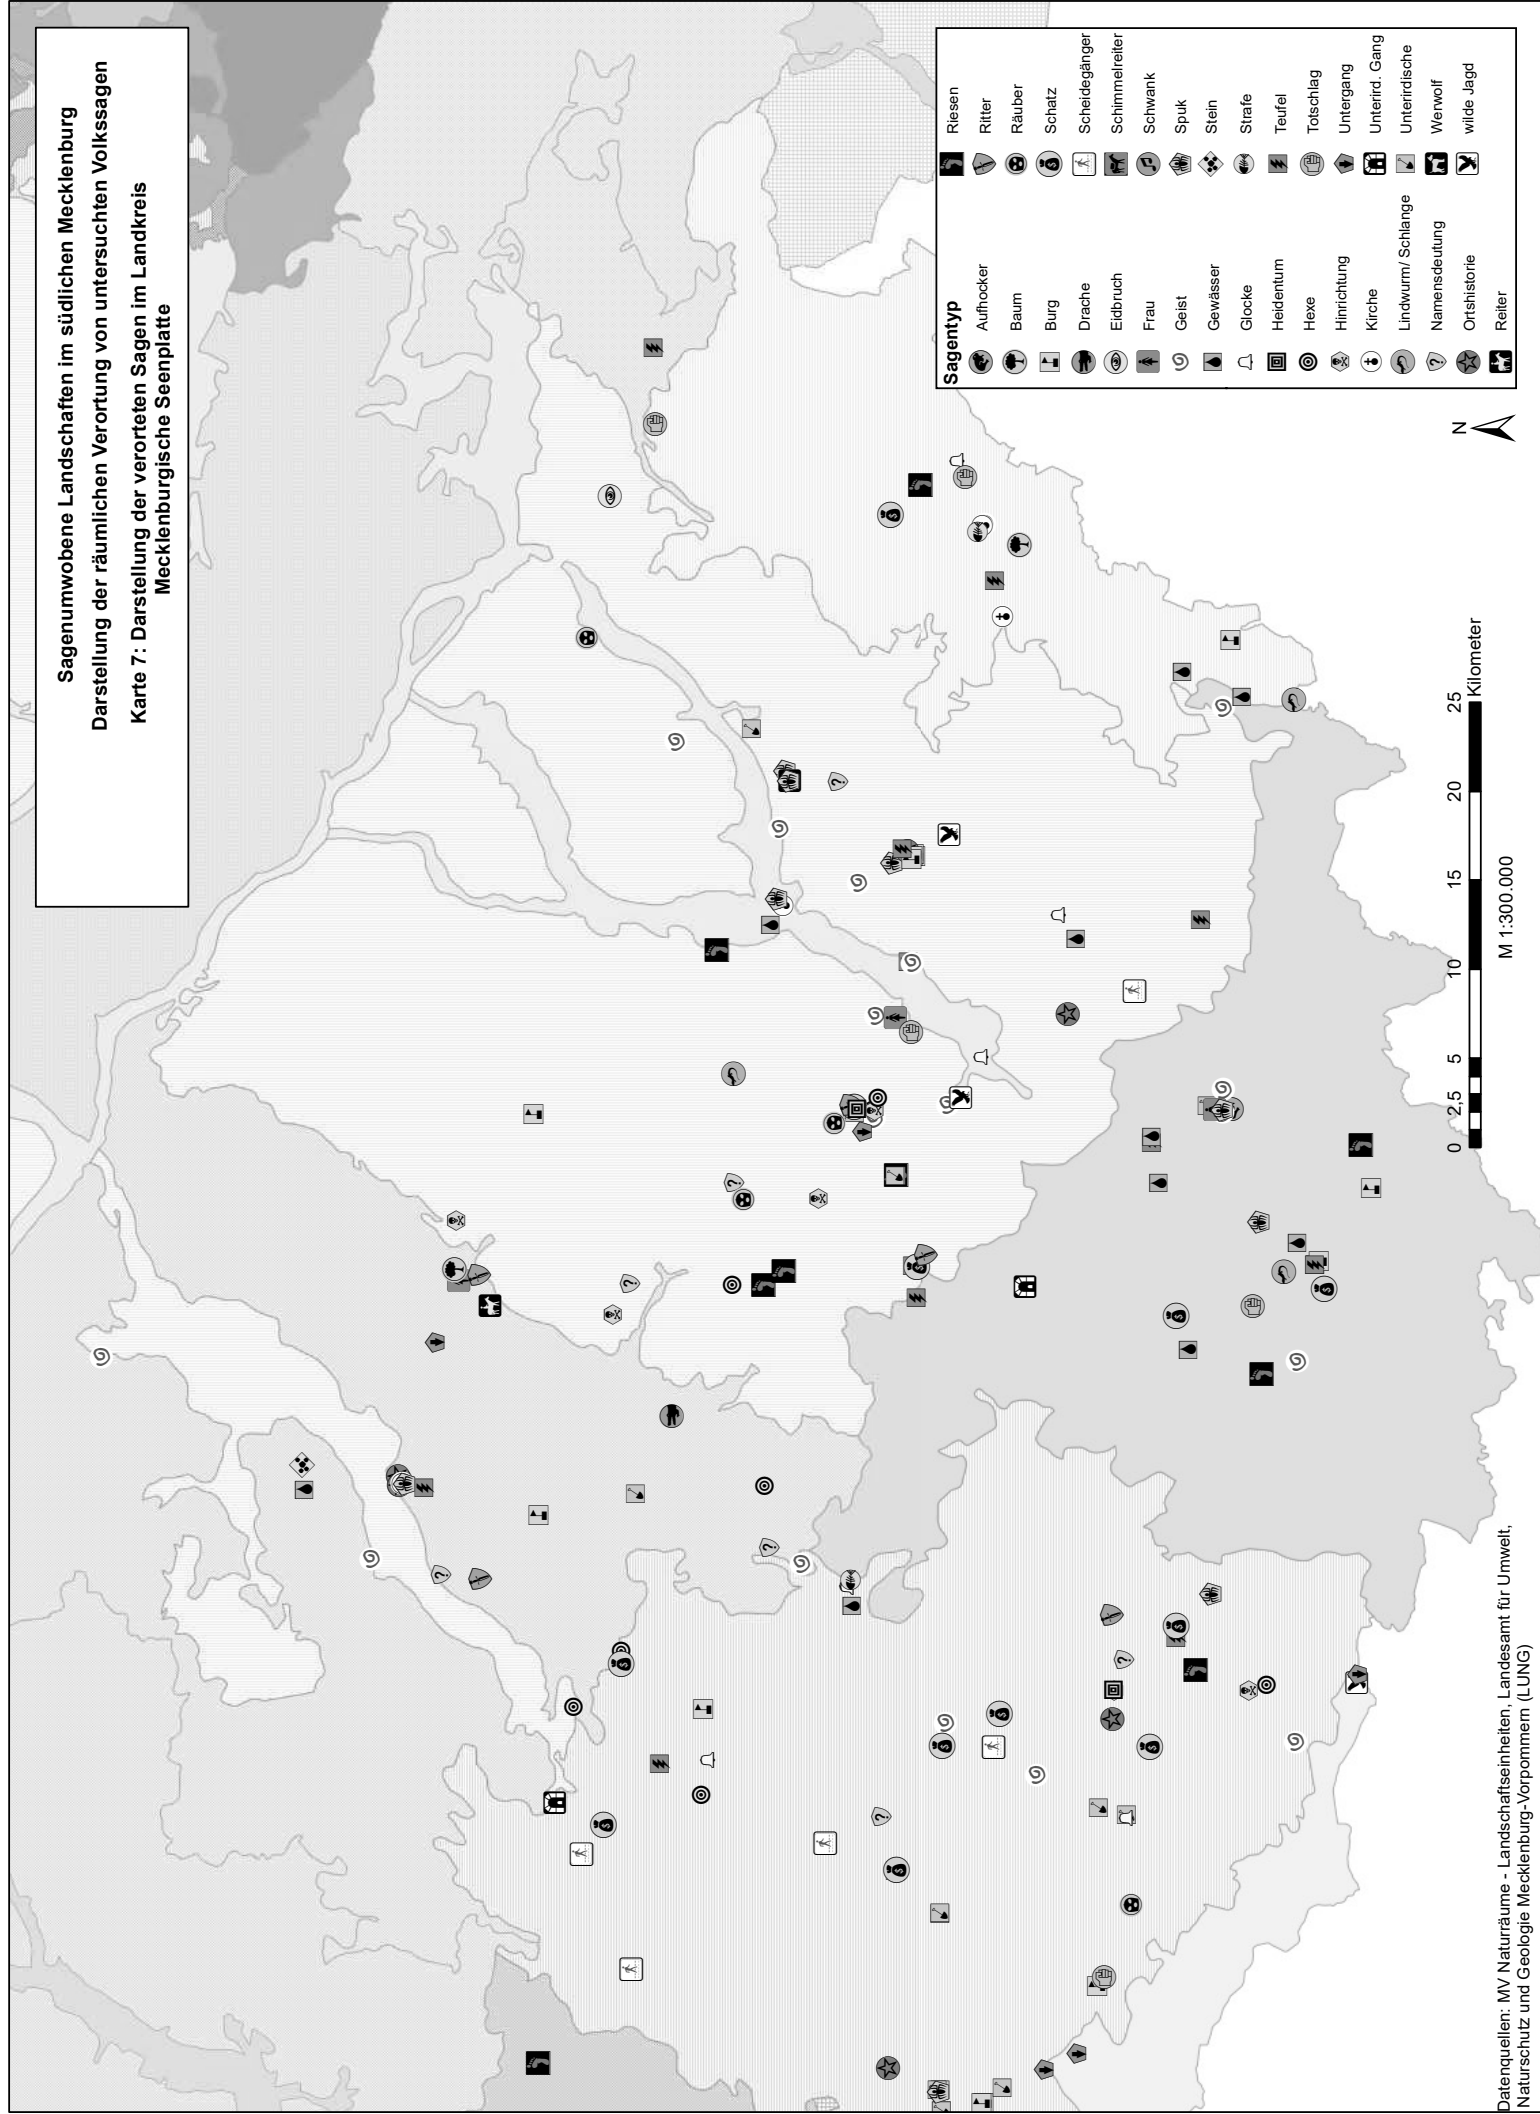 Sagenumwobene Landschaften im südlichen Mecklenburg
Darstellung der räumlichen Verortung von untersuchten Volkssagen
Karte 7: Darstellung der verorteten Sagen im Landkreis
Mecklenburgische Seenplatte
Sagentyp
Aufhocker
Baum
Burg
Drache
Eidbruch
Frau
Geist
Gewässer
Glocke
Heidentum
Hexe
Hinrichtung
Kirche
Lindwurm/ Schlange
Namensdeutung
Ortshistorie
Reiter
Riesen
Ritter
Räuber
Schatz
Scheidegänger
Schimmelreiter
Schwank
Spuk
Stein
Strafe
Teufel
Totschlag
Untergang
Unterird. Gang
Unterirdische
Werwolf
wilde Jagd
N
0 2,5 5 10 15 20 25
Kilometer
M 1:300.000
Datenquellen: MV Naturräume - Landschaftseinheiten, Landesamt für Umwelt,
Naturschutz und Geologie Mecklenburg-Vorpommern (LUNG)